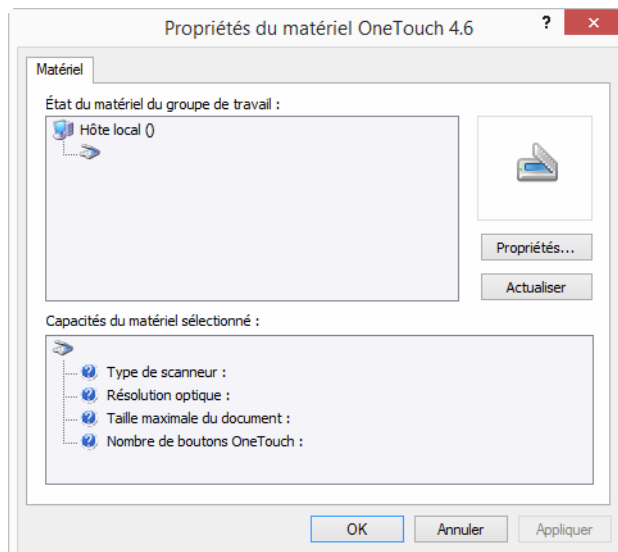 Propriétés du matériel OneTouch 4.6
?
×
Matériel
État du matériel du groupe de travail :
Hôte local ()
Propriétés...
Actualiser
Capacités du matériel sélectionné :
Type de scanneur :
Résolution optique :
Taille maximale du document :
Nombre de boutons OneTouch :
OK
Annuler
Appliquer